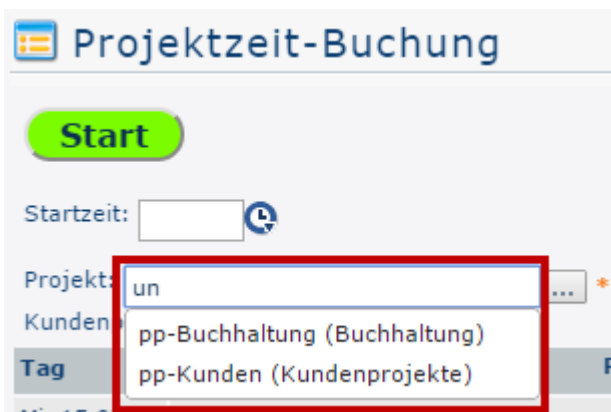 Projektzeit-Buchung
Start
Startzeit:
Projekt: un ... *
pp-Buchhaltung (Buchhaltung)
pp-Kunden (Kundenprojekte)
Tag